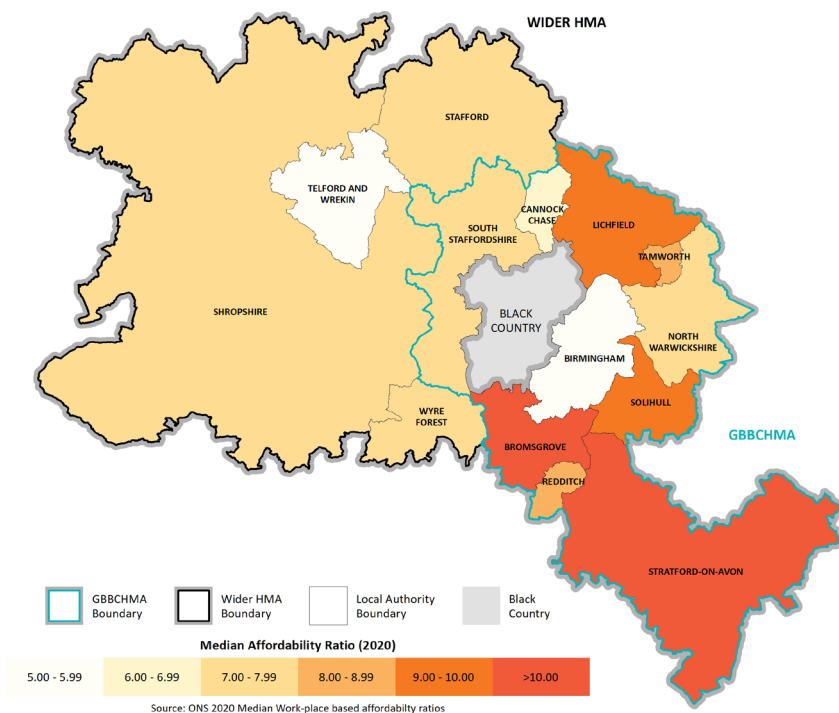 WIDER HMA
STAFFORD
TELFORD AND
WREKIN
CANNOCK
CHASE
LICHFIELD
SOUTH
STAFFORDSHIRE
TAMWORTH
SHROPSHIRE
BLACK
COUNTRY
NORTH
WARWICKSHIRE
BIRMINGHAM
SOLIHULL
WYRE
FOREST
GBBCHMA
BROMSGROVE
REDDITCH
STRATFORD-ON-AVON
GBBCHMA
Boundary
Wider HMA
Boundary
Local Authority
Boundary
Black
Country
Median Affordability Ratio (2020)
5.00 - 5.99
6.00 - 6.99
7.00 - 7.99
8.00 - 8.99
9.00 - 10.00
>10.00
Source: ONS 2020 Median Work-place based affordabilty ratios